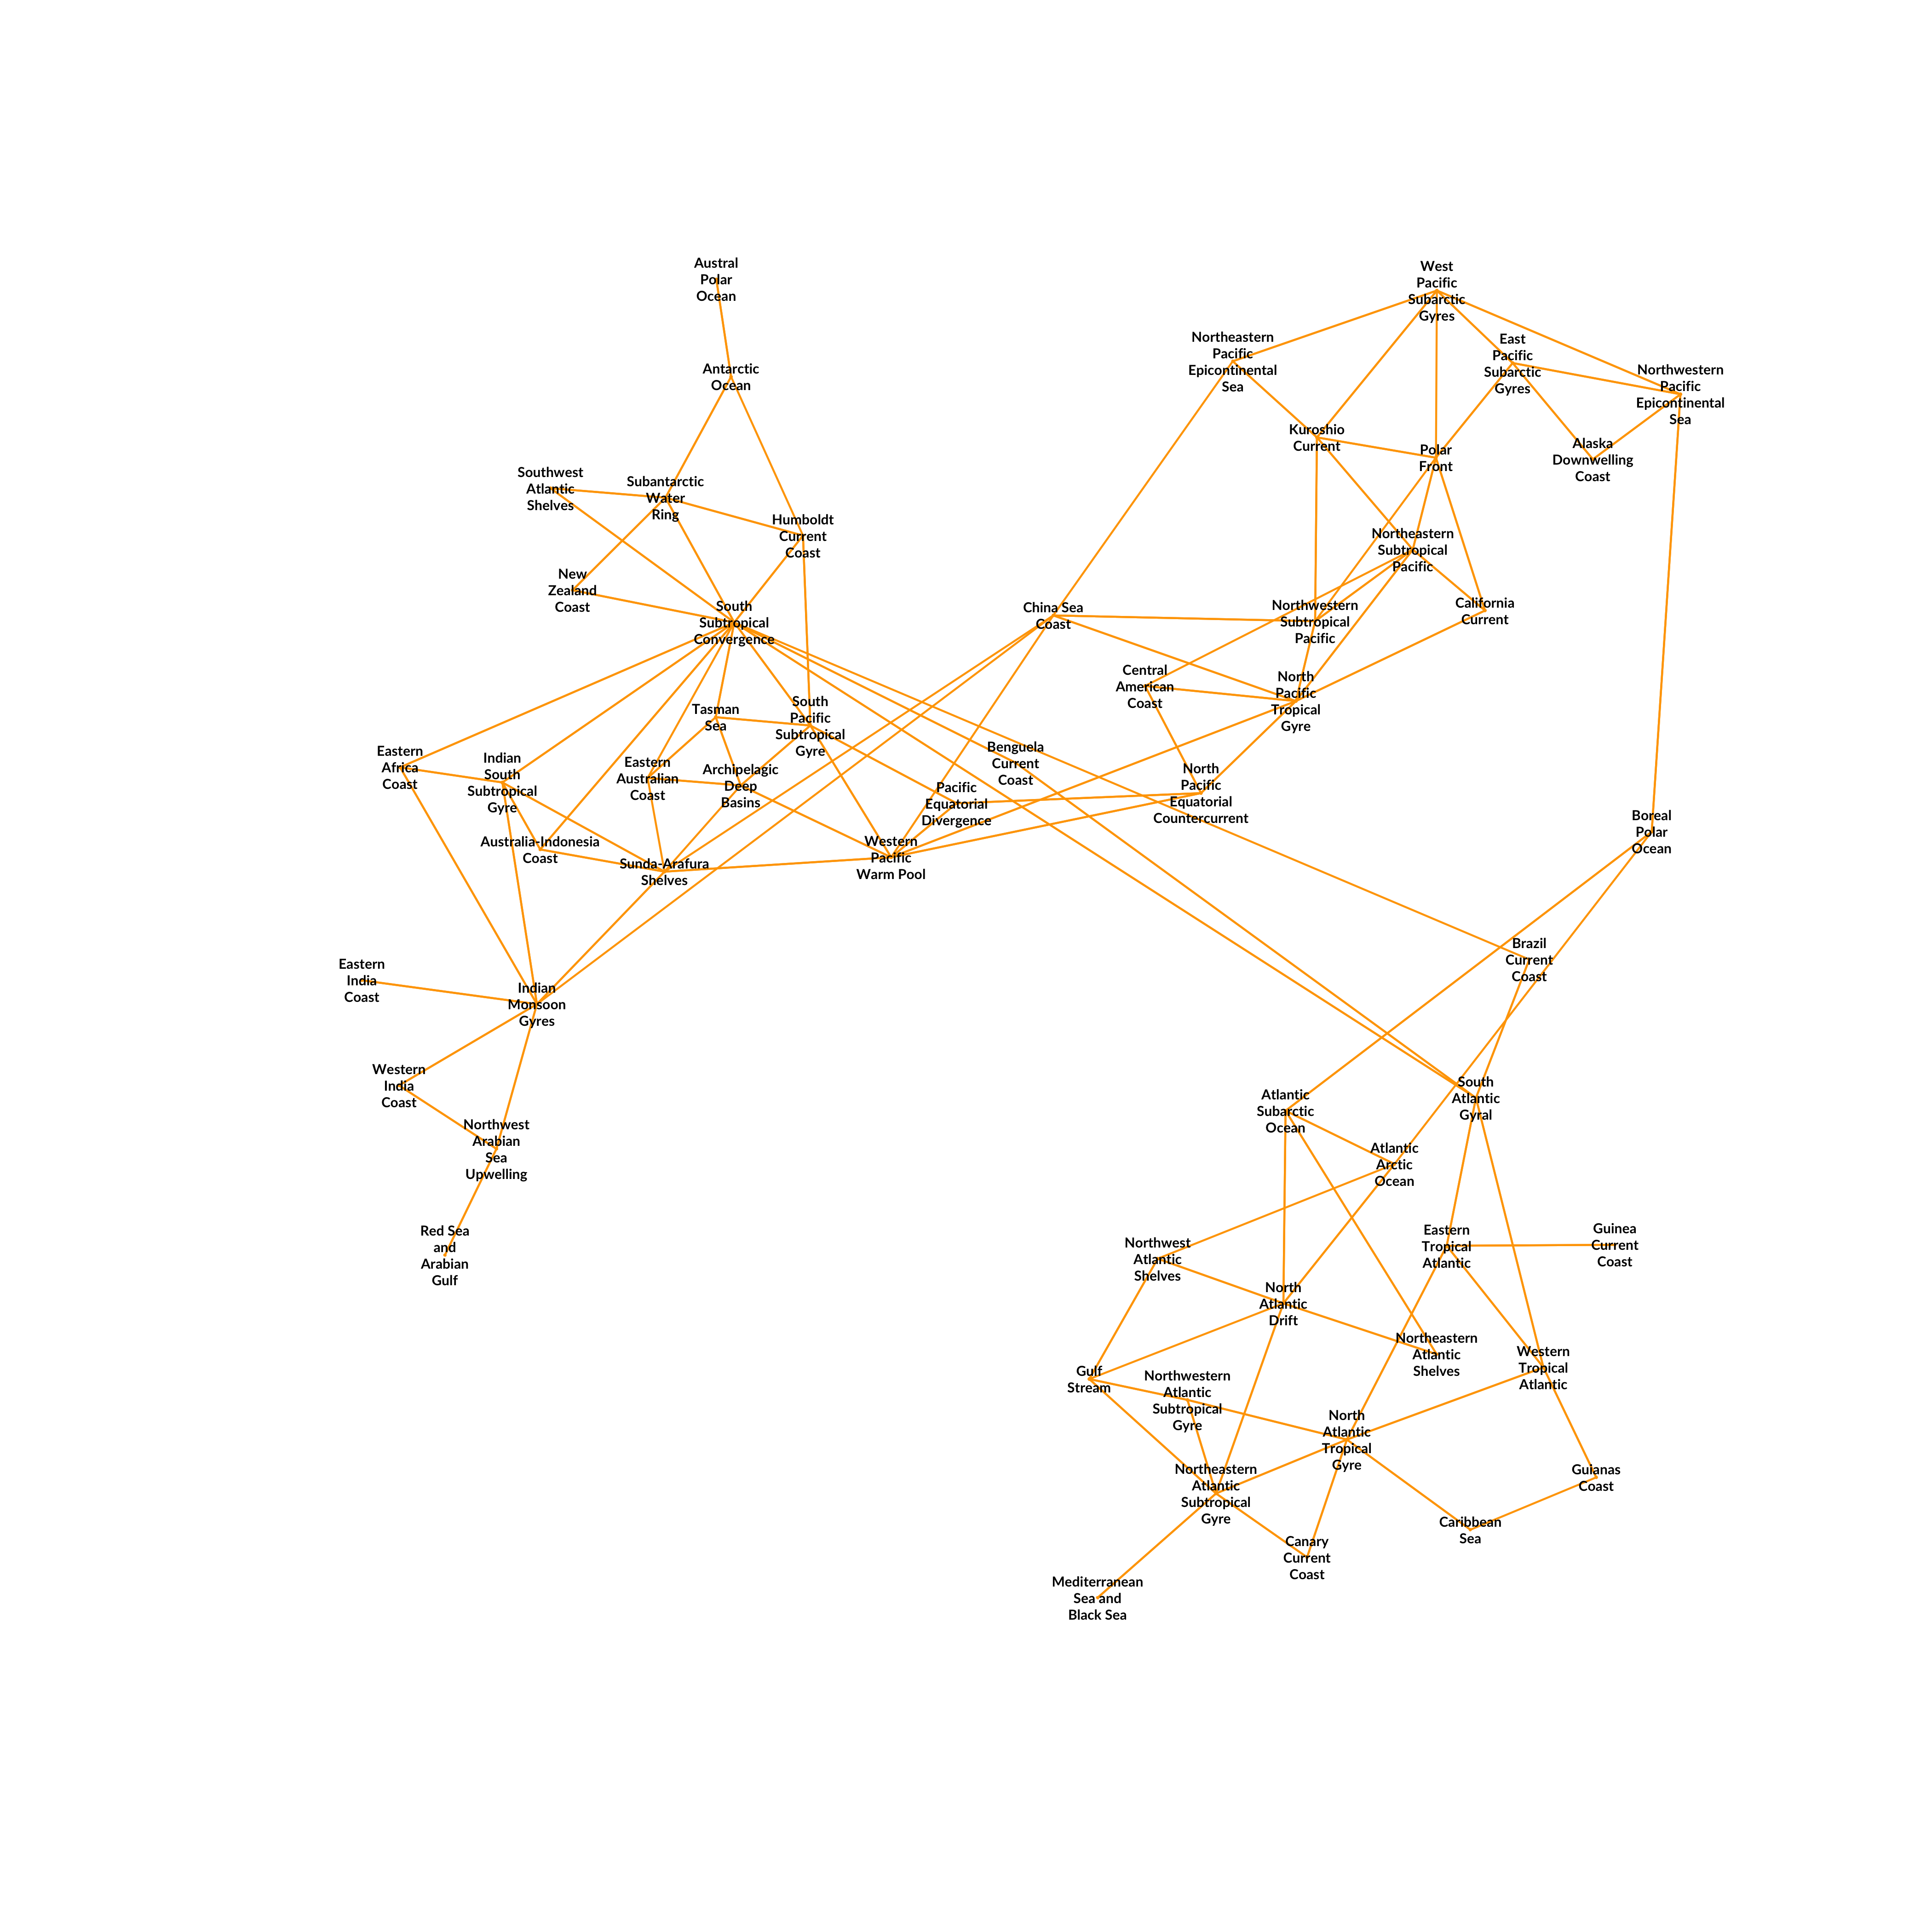 Austral
Polar
Ocean
West
Pacific
Subarctic
Gyres
Northeastern
Pacific
Epicontinental
Sea
East
Pacific
Subarctic
Gyres
Northwestern
Pacific
Epicontinental
Sea
Antarctic
Ocean
Kuroshio
Current
Polar
Front
Alaska
Downwelling
Coast
Southwest
Atlantic
Shelves
Subantarctic
Water
Ring
Humboldt
Current
Coast
Northeastern
Subtropical
Pacific
New
Zealand
Coast
South
Subtropical
Convergence
China Sea
Coast
Northwestern
Subtropical
Pacific
California
Current
Central
American
Coast
North
Pacific
Tropical
Gyre
Tasman
Sea
South
Pacific
Subtropical
Gyre
Eastern
Africa
Coast
Indian
South
Subtropical
Gyre
Eastern
Australian
Coast
Archipelagic
Deep
Basins
Benguela
Current
Coast
Pacific
Equatorial
Divergence
North
Pacific
Equatorial
Countercurrent
Boreal
Polar
Ocean
Australia-Indonesia
Coast
Sunda-Arafura
Shelves
Western
Pacific
Warm Pool
Brazil
Current
Coast
Eastern
India
Coast
Indian
Monsoon
Gyres
Western
India
Coast
Northwest
Arabian
Sea
Upwelling
Atlantic
Subarctic
Ocean
South
Atlantic
Gyral
Atlantic
Arctic
Ocean
Red Sea
and
Arabian
Gulf
Northwest
Atlantic
Shelves
Eastern
Tropical
Atlantic
Guinea
Current
Coast
North
Atlantic
Drift
Northeastern
Atlantic
Shelves
Western
Tropical
Atlantic
Gulf
Stream
Northwestern
Atlantic
Subtropical
Gyre
North
Atlantic
Tropical
Gyre
Northeastern
Atlantic
Subtropical
Gyre
Guianas
Coast
Caribbean
Sea
Canary
Current
Coast
Mediterranean
Sea and
Black Sea